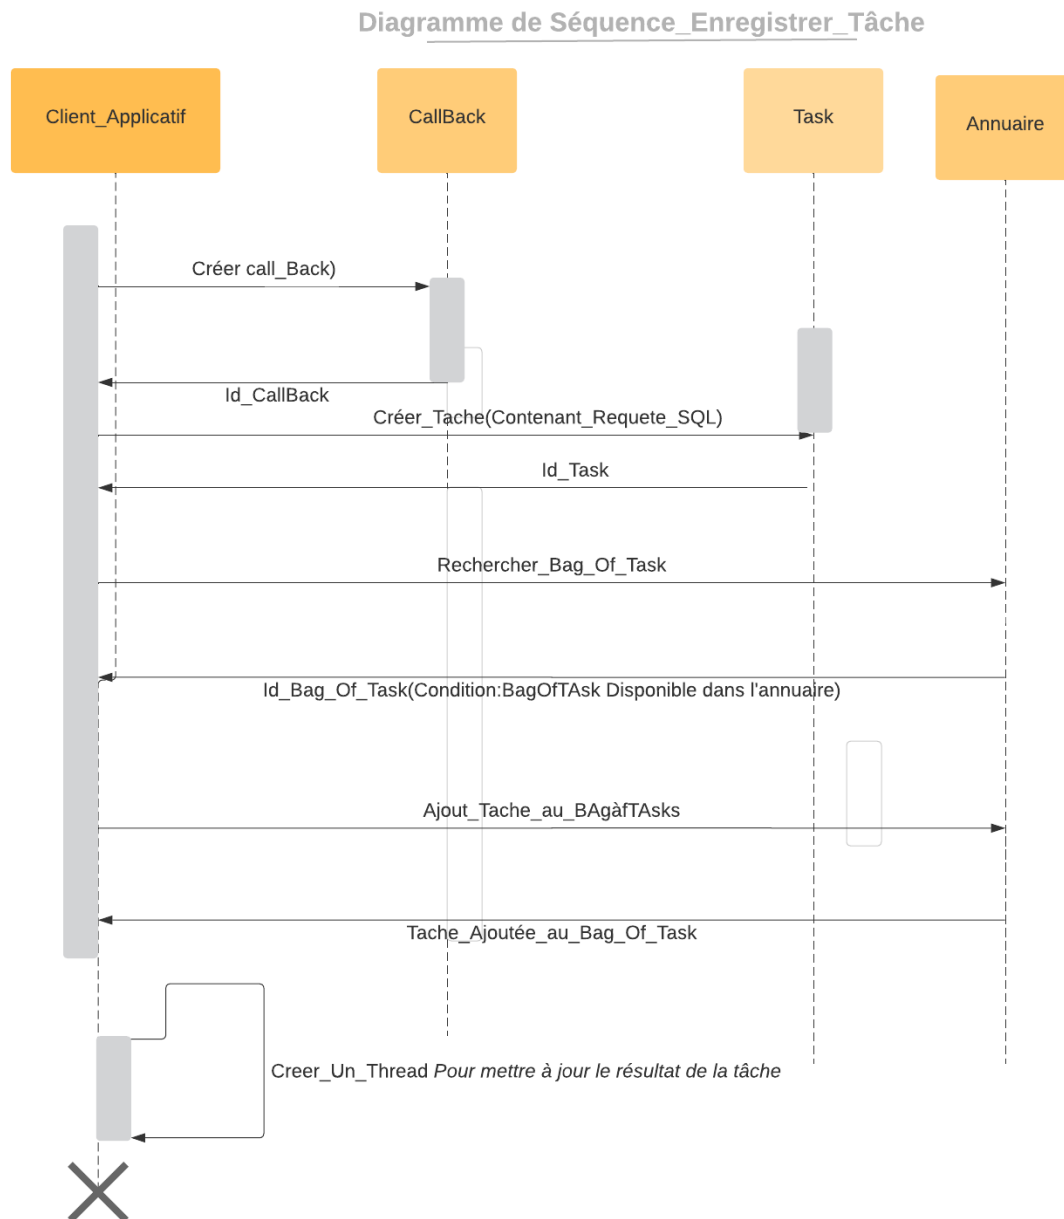 Diagramme de Séquence_Enregistrer_Tâche
Client_Applicatif
CallBack
Task
Annuaire
Créer call_Back)
Id_CallBack
Créer_Tache(Contenant_Requete_SQL)
Id_Task
Rechercher_Bag_Of_Task
Id_Bag_Of_Task(Condition:BagOfTAsk Disponible dans l'annuaire)
Ajout_Tache_au_BAgàfTAsks
Tache_Ajoutée_au_Bag_Of_Task
Creer_Un_Thread Pour mettre à jour le résultat de la tâche